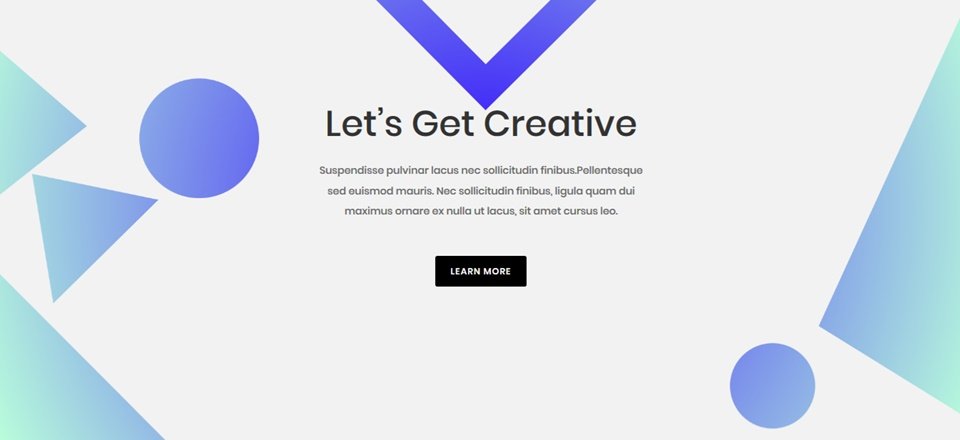 Let’s Get Creative
Suspendisse pulvinar lacus nec sollicitudin finibus.Pellentesque
sed euismod mauris. Nec sollicitudin finibus, ligula quam dui
maximus ornare ex nulla ut lacus, sit amet cursus leo.
LEARN MORE